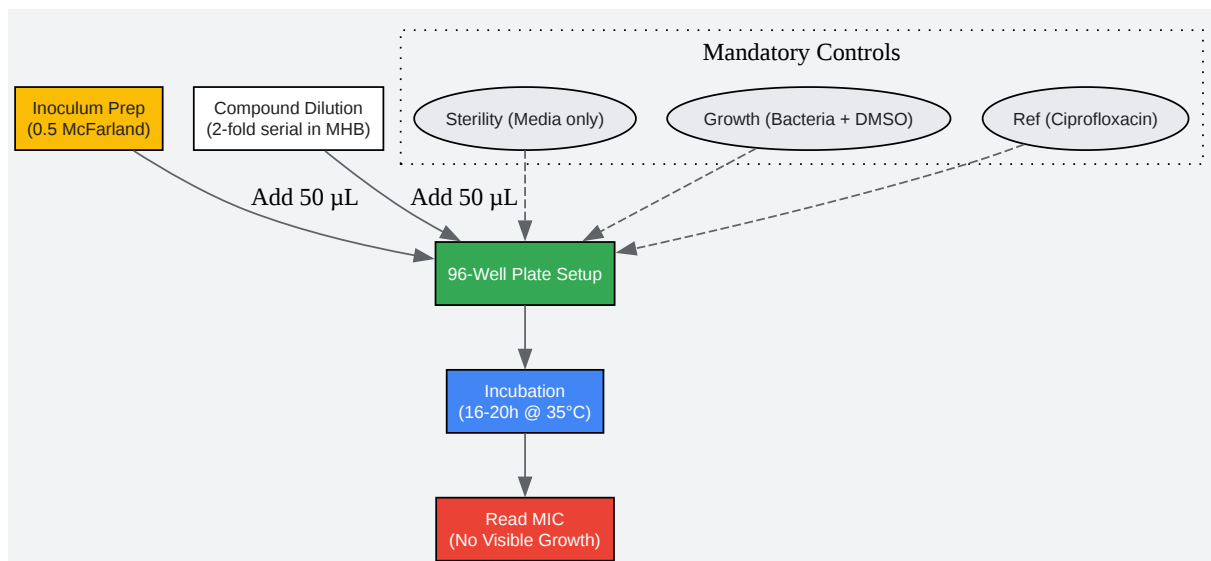 Mandatory Controls
Inoculum Prep
(0.5 McFarland)
Compound Dilution
(2-fold serial in MHB)
Sterility (Media only)
Growth (Bacteria + DMSO)
Ref (Ciprofloxacin)
Add 50 µL
Add 50 µL
96-Well Plate Setup
Incubation
(16-20h @ 35°C)
Read MIC
(No Visible Growth)